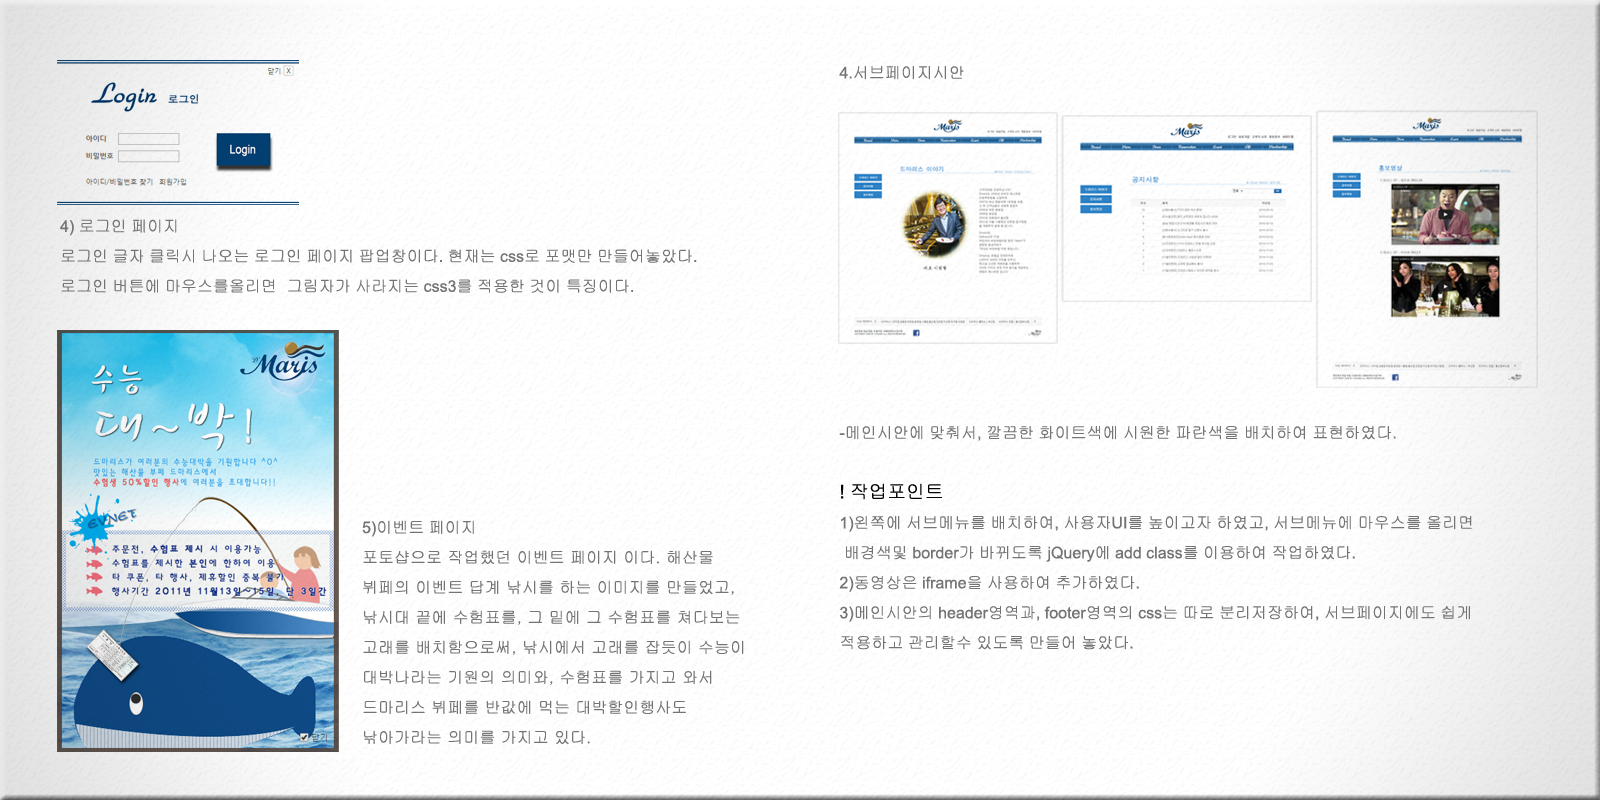 닫기 X
Login 로그인
아이디
비밀번호
Login
아이디/비밀번호 찾기 회원가입
4) 로그인 페이지
로그인 글자 클릭시 나오는 로그인 페이지 팝업창이다. 현재는 css로 포맷만 만들어놓았다.
로그인 버튼에 마우스를올리면 그림자가 사라지는 css3를 적용한 것이 특징이다.
Maris
수능
대~박!
드마리스가 여러분의 수능대박을 기원합니다 ^0^
맛있는 해산물 부페 드마리스에서
수험생 50%할인 행사에 여러분을 초대합니다!!
EVNET
주문전, 수험표 제시 시 이용가능
수험표를 제시한 본인에 한하여 이용
타 쿠폰, 타 행사, 제휴할인 중복 불가
행사기간 2011년 11월13일~15일, 단 3일간
닫기
5)이벤트 페이지
포토샵으로 작업했던 이벤트 페이지 이다. 해산물
뷔페의 이벤트 답게 낚시를 하는 이미지를 만들었고,
낚시대 끝에 수험표를, 그 밑에 그 수험표를 쳐다보는
고래를 배치함으로써, 낚시에서 고래를 잡듯이 수능이
대박나라는 기원의 의미와, 수험표를 가지고 와서
드마리스 뷔페를 반값에 먹는 대박할인행사도
낚아가라는 의미를 가지고 있다.
4.서브페이지시안
Maris
드마리스 이야기
Maris
공지사항
Maris
홍보영상
-메인시안에 맞춰서, 깔끔한 화이트색에 시원한 파란색을 배치하여 표현하였다.
! 작업포인트
1)왼쪽에 서브메뉴를 배치하여, 사용자UI를 높이고자 하였고, 서브메뉴에 마우스를 올리면
배경색및 border가 바뀌도록 jQuery에 add class를 이용하여 작업하였다.
2)동영상은 iframe을 사용하여 추가하였다.
3)메인시안의 header영역과, footer영역의 css는 따로 분리저장하여, 서브페이지에도 쉽게
적용하고 관리할수 있도록 만들어 놓았다.